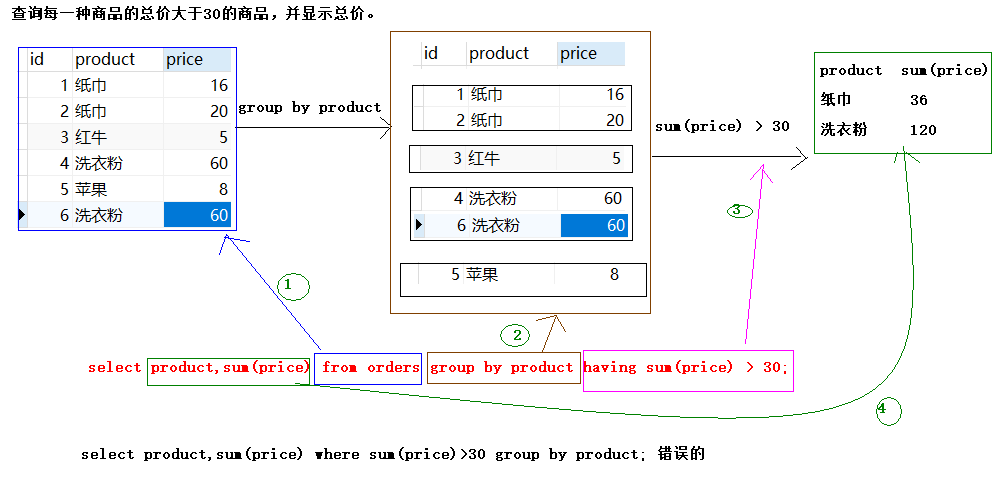 查询每一种商品的总价大于30的商品，并显示总价。
id product price
1 纸巾 16
2 纸巾 20
3 红牛 5
4 洗衣粉 60
5 苹果 8
6 洗衣粉 60
group by product
id product price
1 纸巾 16
2 纸巾 20
3 红牛 5
4 洗衣粉 60
6 洗衣粉 60
5 苹果 8
sum(price) > 30
product sum(price)
纸巾 36
洗衣粉 120
1
2
3
select product,sum(price) from orders group by product having sum(price) > 30;
4
select product,sum(price) where sum(price)>30 group by product; 错误的